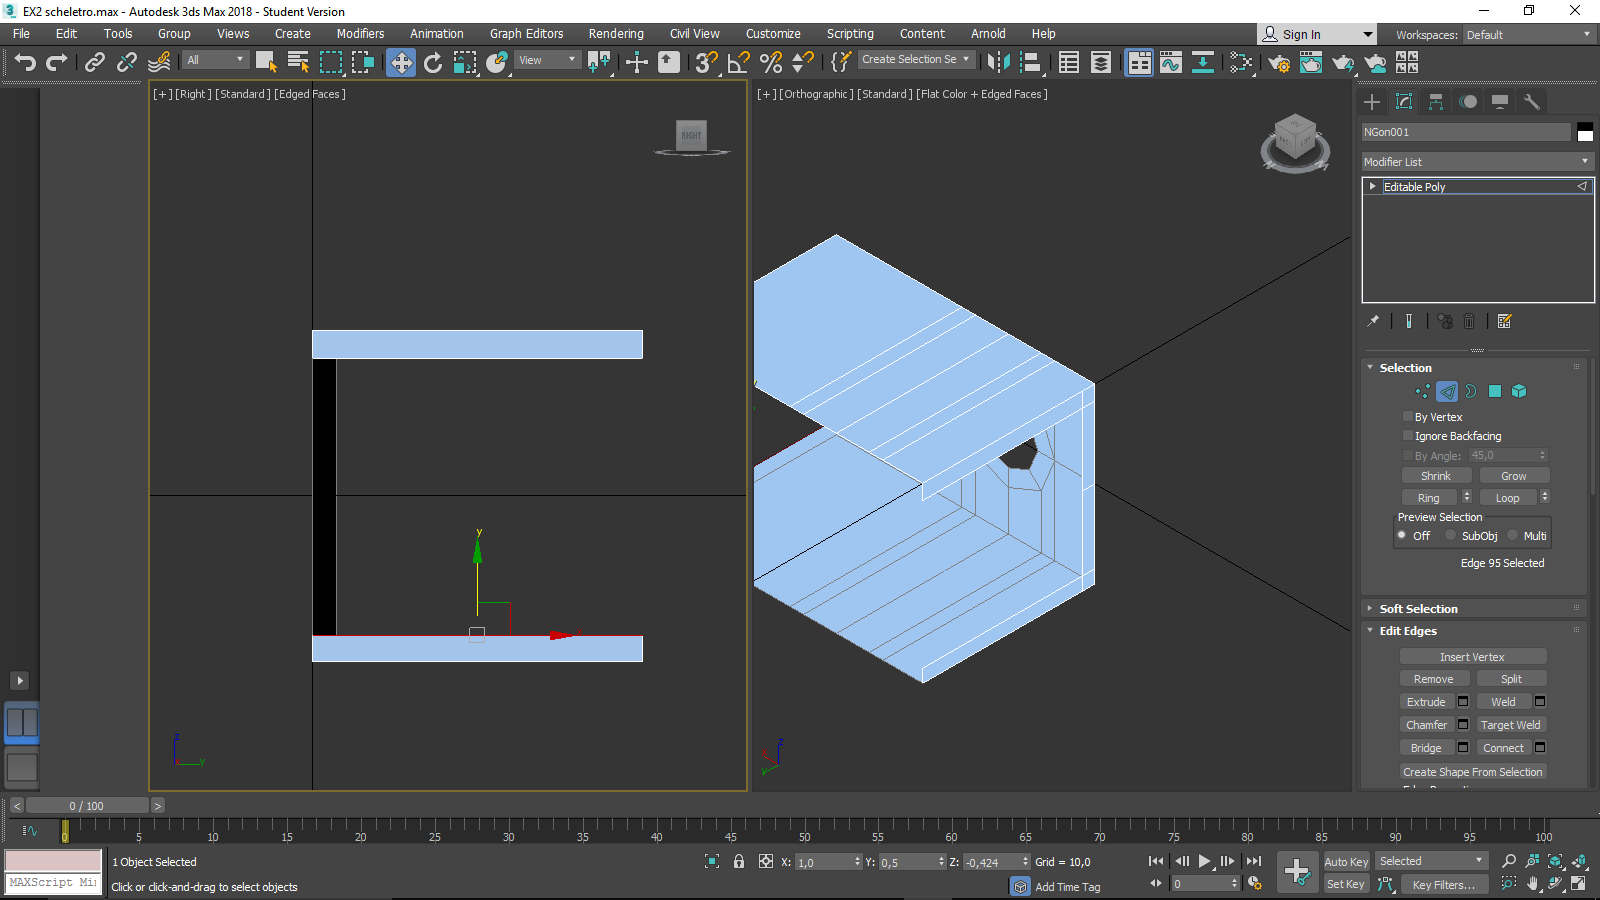 EX2 scheletro.max - Autodesk 3ds Max 2018 - Student Version
File Edit Tools Group Views Create Modifiers Animation Graph Editors Rendering Civil View Customize Scripting Content Arnold Help
Sign In
Workspaces: Default
All
View
Create Selection Se
[+] [Right] [Standard] [Edged Faces]
RIGHT
y
z
y
[+] [Orthographic] [Standard] [Flat Color + Edged Faces]
z
y
NGon001
Modifier List
Editable Poly
Selection
By Vertex
Ignore Backfacing
By Angle: 45,0
Shrink Grow
Ring Loop
Preview Selection
Off SubObj Multi
Edge 95 Selected
Soft Selection
Edit Edges
Insert Vertex
Remove Split
Extrude Weld
Chamfer Target Weld
Bridge Connect
Create Shape From Selection
< 0 / 100 >
0 5 10 15 20 25 30 35 40 45 50 55 60 65 70 75 80 85 90 95 100
1 Object Selected
X: 1,0 Y: 0,5 Z: -0,424 Grid = 10,0
Auto Key Selected
MAXScript Mi
Click or click-and-drag to select objects
Add Time Tag
0
Set Key Key Filters...